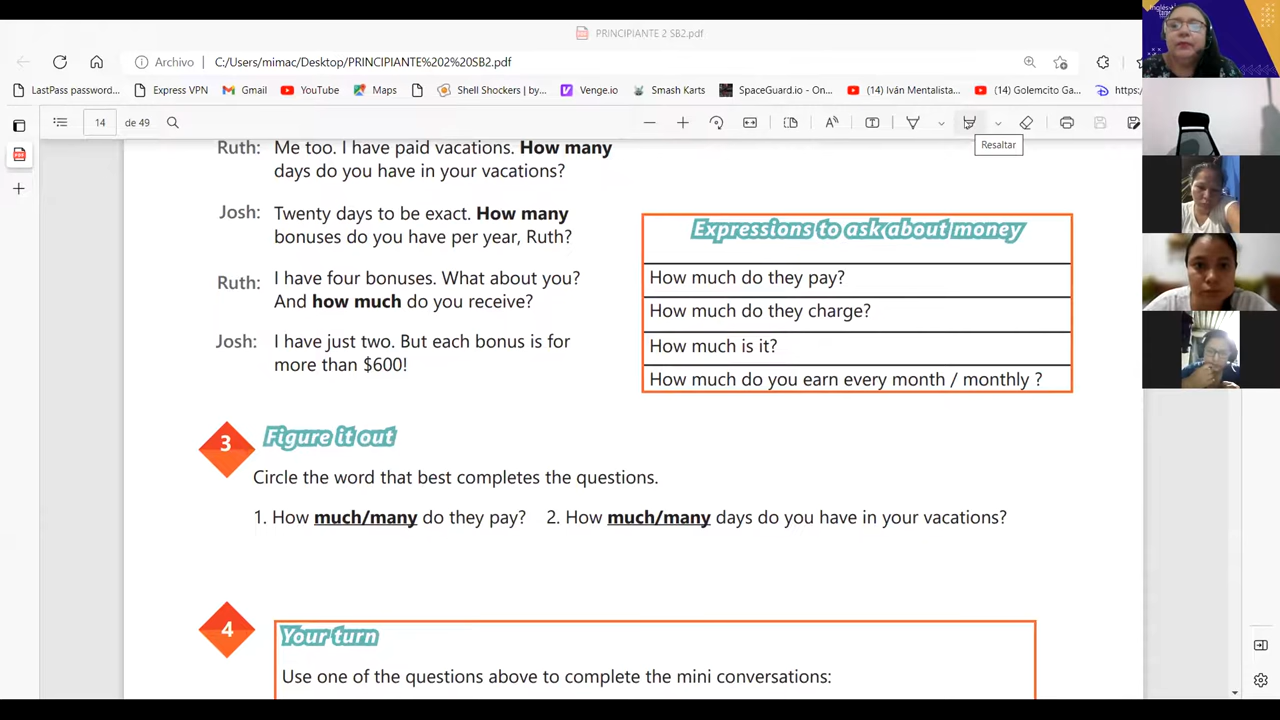 PRINCIPIANTE 2 SB2.pdf
Archivo C:/Users/mimac/Desktop/PRINCIPIANTE%202%20SB2.pdf
LastPass password... Express VPN Gmail YouTube Maps Shell Shockers | by... Venge.io Smash Karts SpaceGuard.io - On... (14) Iván Mentalista... (14) Golemcito Ga... https:/
14 de 49
Resaltar
Ruth: Me too. I have paid vacations. How many
days do you have in your vacations?
Josh: Twenty days to be exact. How many
bonuses do you have per year, Ruth?
Ruth: I have four bonuses. What about you?
And how much do you receive?
Josh: I have just two. But each bonus is for
more than $600!
Expressions to ask about money
How much do they pay?
How much do they charge?
How much is it?
How much do you earn every month / monthly ?
3 Figure it out
Circle the word that best completes the questions.
1. How much/many do they pay? 2. How much/many days do you have in your vacations?
4 Your turn
Use one of the questions above to complete the mini conversations: